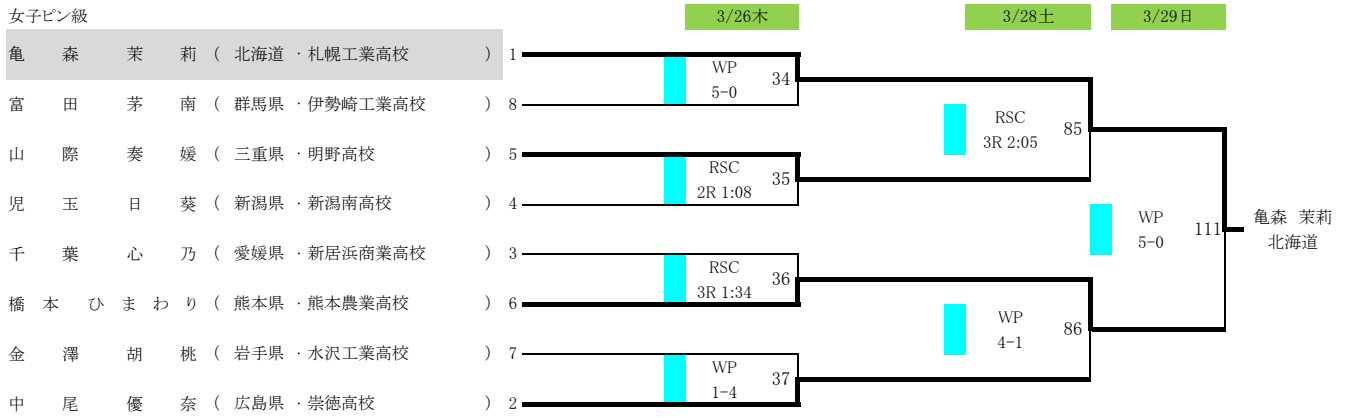 女子ピン級 3/26木 3/28土 3/29日
亀森茉莉 ( 北海道 ・札幌工業高校 ) 1
WP 34
5-0
富田茅南 ( 群馬県 ・伊勢崎工業高校 ) 8
RSC 85
3R 2:05
山際奏媛 ( 三重県 ・明野高校 ) 5
RSC 35
2R 1:08
児玉日葵 ( 新潟県 ・新潟南高校 ) 4
WP 111 亀森 茉莉
5-0 北海道
千葉心乃 ( 愛媛県 ・新居浜商業高校 ) 3
RSC 36
3R 1:34
橋本ひまわり ( 熊本県 ・熊本農業高校 ) 6
WP 86
4-1
金澤胡桃 ( 岩手県 ・水沢工業高校 ) 7
WP 37
1-4
中尾優奈 ( 広島県 ・崇徳高校 ) 2